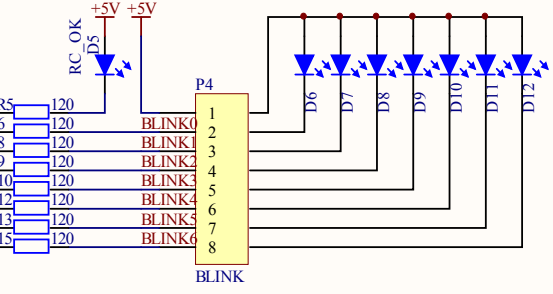 +5V +5V
RC_OK
D5
P4
R5 120 1
6 120 BLINK0 2
8 120 BLINK1 3
9 120 BLINK2 4
10 120 BLINK3 5
12 120 BLINK4 6
13 120 BLINK5 7
15 120 BLINK6 8
BLINK
D6 D7 D8 D9 D10 D11 D12